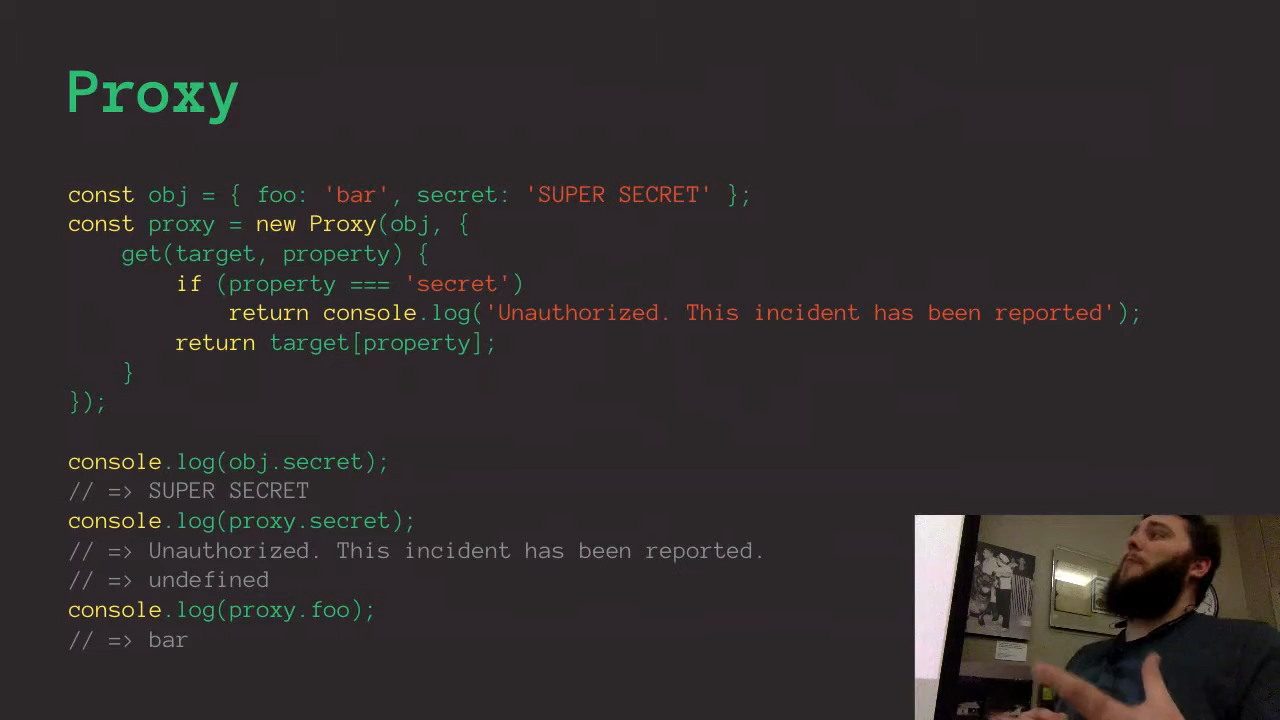 Proxy
const obj = { foo: 'bar', secret: 'SUPER SECRET' };
const proxy = new Proxy(obj, {
    get(target, property) {
        if (property === 'secret')
            return console.log('Unauthorized. This incident has been reported');
        return target[property];
    }
});
console.log(obj.secret);
// => SUPER SECRET
console.log(proxy.secret);
// => Unauthorized. This incident has been reported.
// => undefined
console.log(proxy.foo);
// => bar